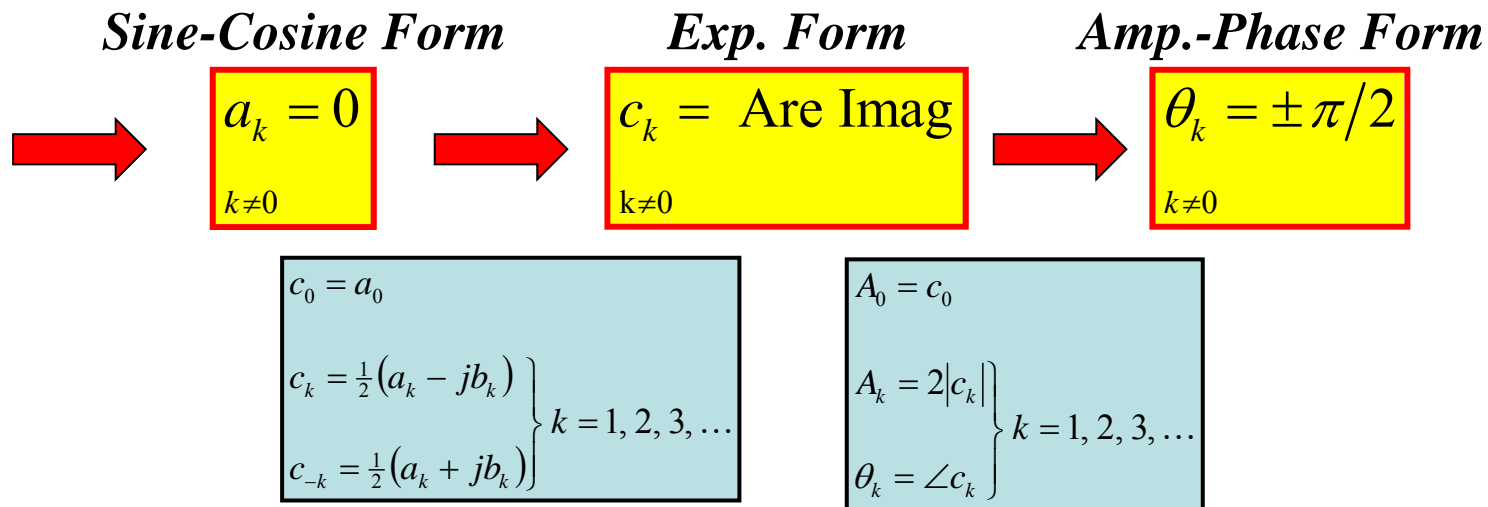 Sine-Cosine Form Exp. Form Amp.-Phase Form
a_k = 0
k≠0
c_k = Are Imag
k≠0
θ_k = ± π/2
k≠0
c_0 = a_0
c_k = ½(a_k − jb_k)
c_{−k} = ½(a_k + jb_k)
} k = 1, 2, 3, …
A_0 = c_0
A_k = 2|c_k|
θ_k = ∠c_k
} k = 1, 2, 3, …